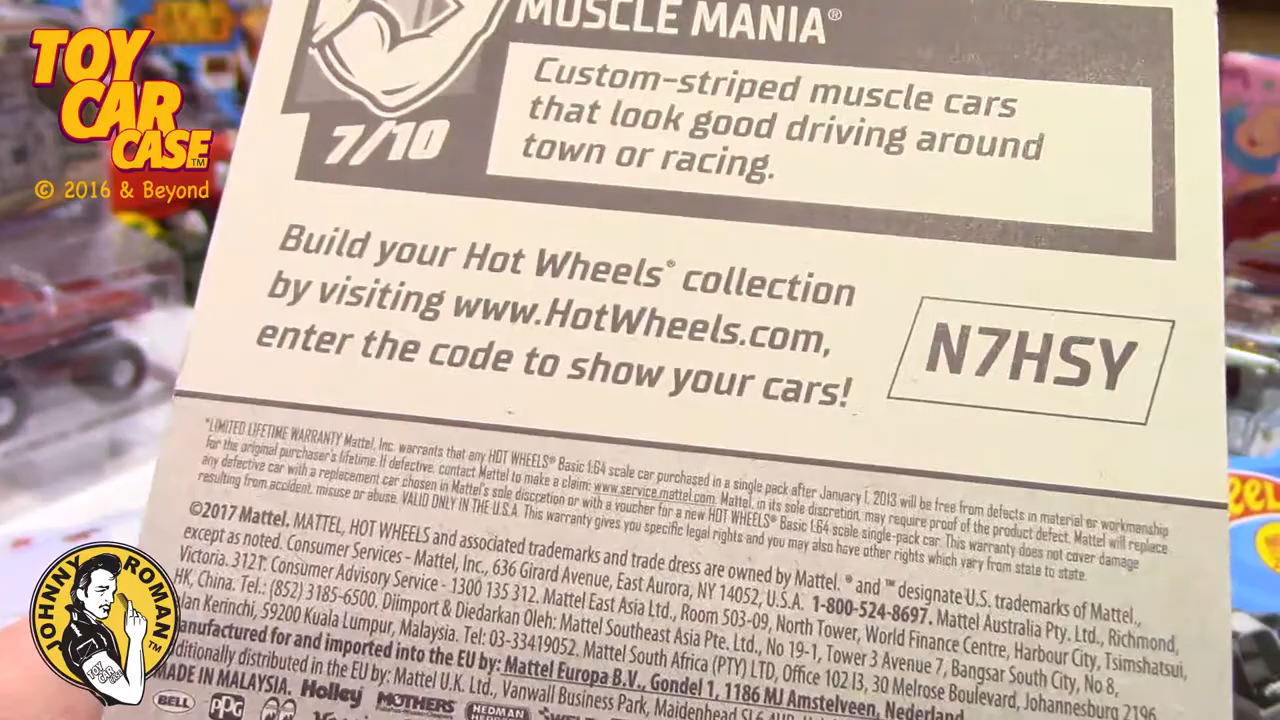 TOY
CAR
CASE™
© 2016 & Beyond
MUSCLE MANIA®
7/10
Custom-striped muscle cars
that look good driving around
town or racing.
Build your Hot Wheels® collection
by visiting www.HotWheels.com,
enter the code to show your cars!
N7HSY
*LIMITED LIFETIME WARRANTY Mattel, Inc. warrants that any HOT WHEELS® Basic 1:64 scale car purchased in a single pack after January 1, 2013 will be free from defects in material or workmanship
for the original purchaser's lifetime. If defective, contact Mattel to make a claim: www.service.mattel.com. Mattel, in its sole discretion, may require proof of the product defect. Mattel will replace
any defective car with a replacement car chosen in Mattel's sole discretion or with a voucher for a new HOT WHEELS® Basic 1:64 scale single-pack car. This warranty does not cover damage
resulting from accident, misuse or abuse. VALID ONLY IN THE U.S.A. This warranty gives you specific legal rights and you may also have other rights which vary from state to state.
©2017 Mattel. MATTEL, HOT WHEELS and associated trademarks and trade dress are owned by Mattel. ® and ™ designate U.S. trademarks of Mattel,
except as noted. Consumer Services – Mattel, Inc., 636 Girard Avenue, East Aurora, NY 14052, U.S.A. 1-800-524-8697. Mattel Australia Pty. Ltd., Richmond,
Victoria. 3121. Consumer Advisory Service - 1300 135 312. Mattel East Asia Ltd., Room 503-09, North Tower, World Finance Centre, Harbour City, Tsimshatsui,
HK, China. Tel.: (852) 3185-6500. Diimport & Diedarkan Oleh: Mattel Southeast Asia Pte. Ltd., No 19-1, Tower 3 Avenue 7, Bangsar South City, No 8,
lan Kerinchi, 59200 Kuala Lumpur, Malaysia. Tel: 03-33419052. Mattel South Africa (PTY) LTD, Office 102 I3, 30 Melrose Boulevard, Johannesburg 2196.
anufactured for and imported into the EU by: Mattel Europa B.V., Gondel 1, 1186 MJ Amstelveen, Nederland.
ditionally distributed in the EU by: Mattel U.K. Ltd., Vanwall Business Park, Maidenhead SL6 4UB
MADE IN MALAYSIA.
Holley
MOTHERS
HEDMAN
BELL
PPG
JOHNNY ROMAN™
TOY
CAR
CASE